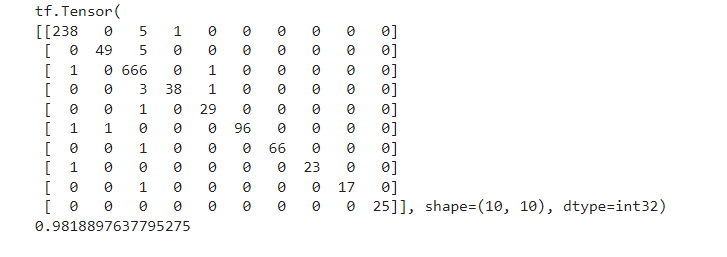 tf.Tensor(
[[238 0 5 1 0 0 0 0 0 0]
[ 0 49 5 0 0 0 0 0 0 0]
[ 1 0 666 0 1 0 0 0 0 0]
[ 0 0 3 38 1 0 0 0 0 0]
[ 0 0 1 0 29 0 0 0 0 0]
[ 1 1 0 0 0 96 0 0 0 0]
[ 0 0 1 0 0 0 66 0 0 0]
[ 1 0 0 0 0 0 0 23 0 0]
[ 0 0 1 0 0 0 0 0 17 0]
[ 0 0 0 0 0 0 0 0 0 25]], shape=(10, 10), dtype=int32)
0.9818897637795275